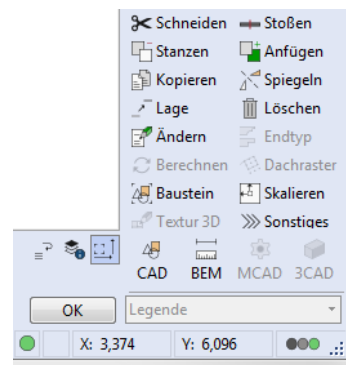 Schneiden Stoßen
Stanzen Anfügen
Kopieren Spiegeln
Lage Löschen
Ändern Endtyp
Berechnen Dachraster
Baustein Skalieren
Textur 3D Sonstiges
CAD BEM MCAD 3CAD
OK Legende
X: 3,374 Y: 6,096